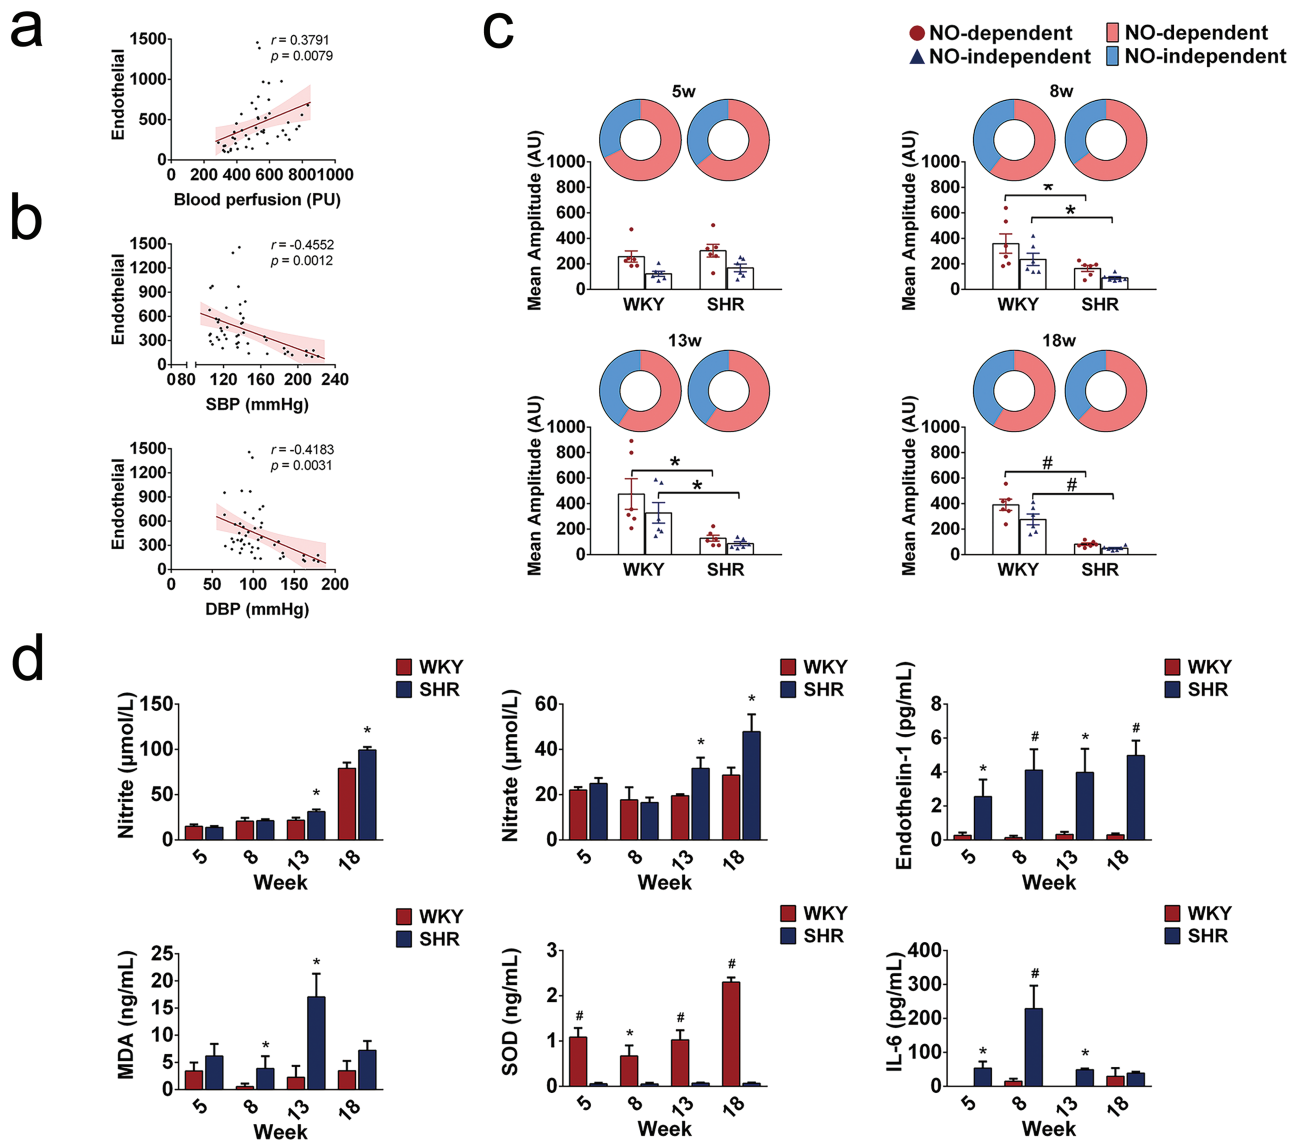 a
1500
1000
500
0
Endothelial
r = 0.3791
p = 0.0079
0 200 400 600 800 1000
Blood perfusion (PU)
b
1500
1200
900
600
300
0
Endothelial
r = -0.4552
p = 0.0012
0 80 120 160 200 240
SBP (mmHg)
1500
1200
900
600
300
0
Endothelial
r = -0.4183
p = 0.0031
0 50 100 150 200
DBP (mmHg)
c
NO-dependent NO-dependent
NO-independent NO-independent
5w
Mean Amplitude (AU)
1000
800
600
400
200
0
WKY SHR
8w
Mean Amplitude (AU)
1000
800
600
400
200
0
* *
WKY SHR
13w
Mean Amplitude (AU)
1000
800
600
400
200
0
* *
WKY SHR
18w
Mean Amplitude (AU)
1000
800
600
400
200
0
# #
WKY SHR
d
WKY
SHR
Nitrite (µmol/L)
150
100
50
0
* *
5 8 13 18
Week
WKY
SHR
Nitrate (µmol/L)
60
40
20
0
* *
5 8 13 18
Week
WKY
SHR
Endothelin-1 (pg/mL)
8
6
4
2
0
* # * #
5 8 13 18
Week
WKY
SHR
MDA (ng/mL)
25
20
15
10
5
0
* *
5 8 13 18
Week
WKY
SHR
SOD (ng/mL)
3
2
1
0
# * # #
5 8 13 18
Week
WKY
SHR
IL-6 (pg/mL)
400
300
200
100
0
* # *
5 8 13 18
Week